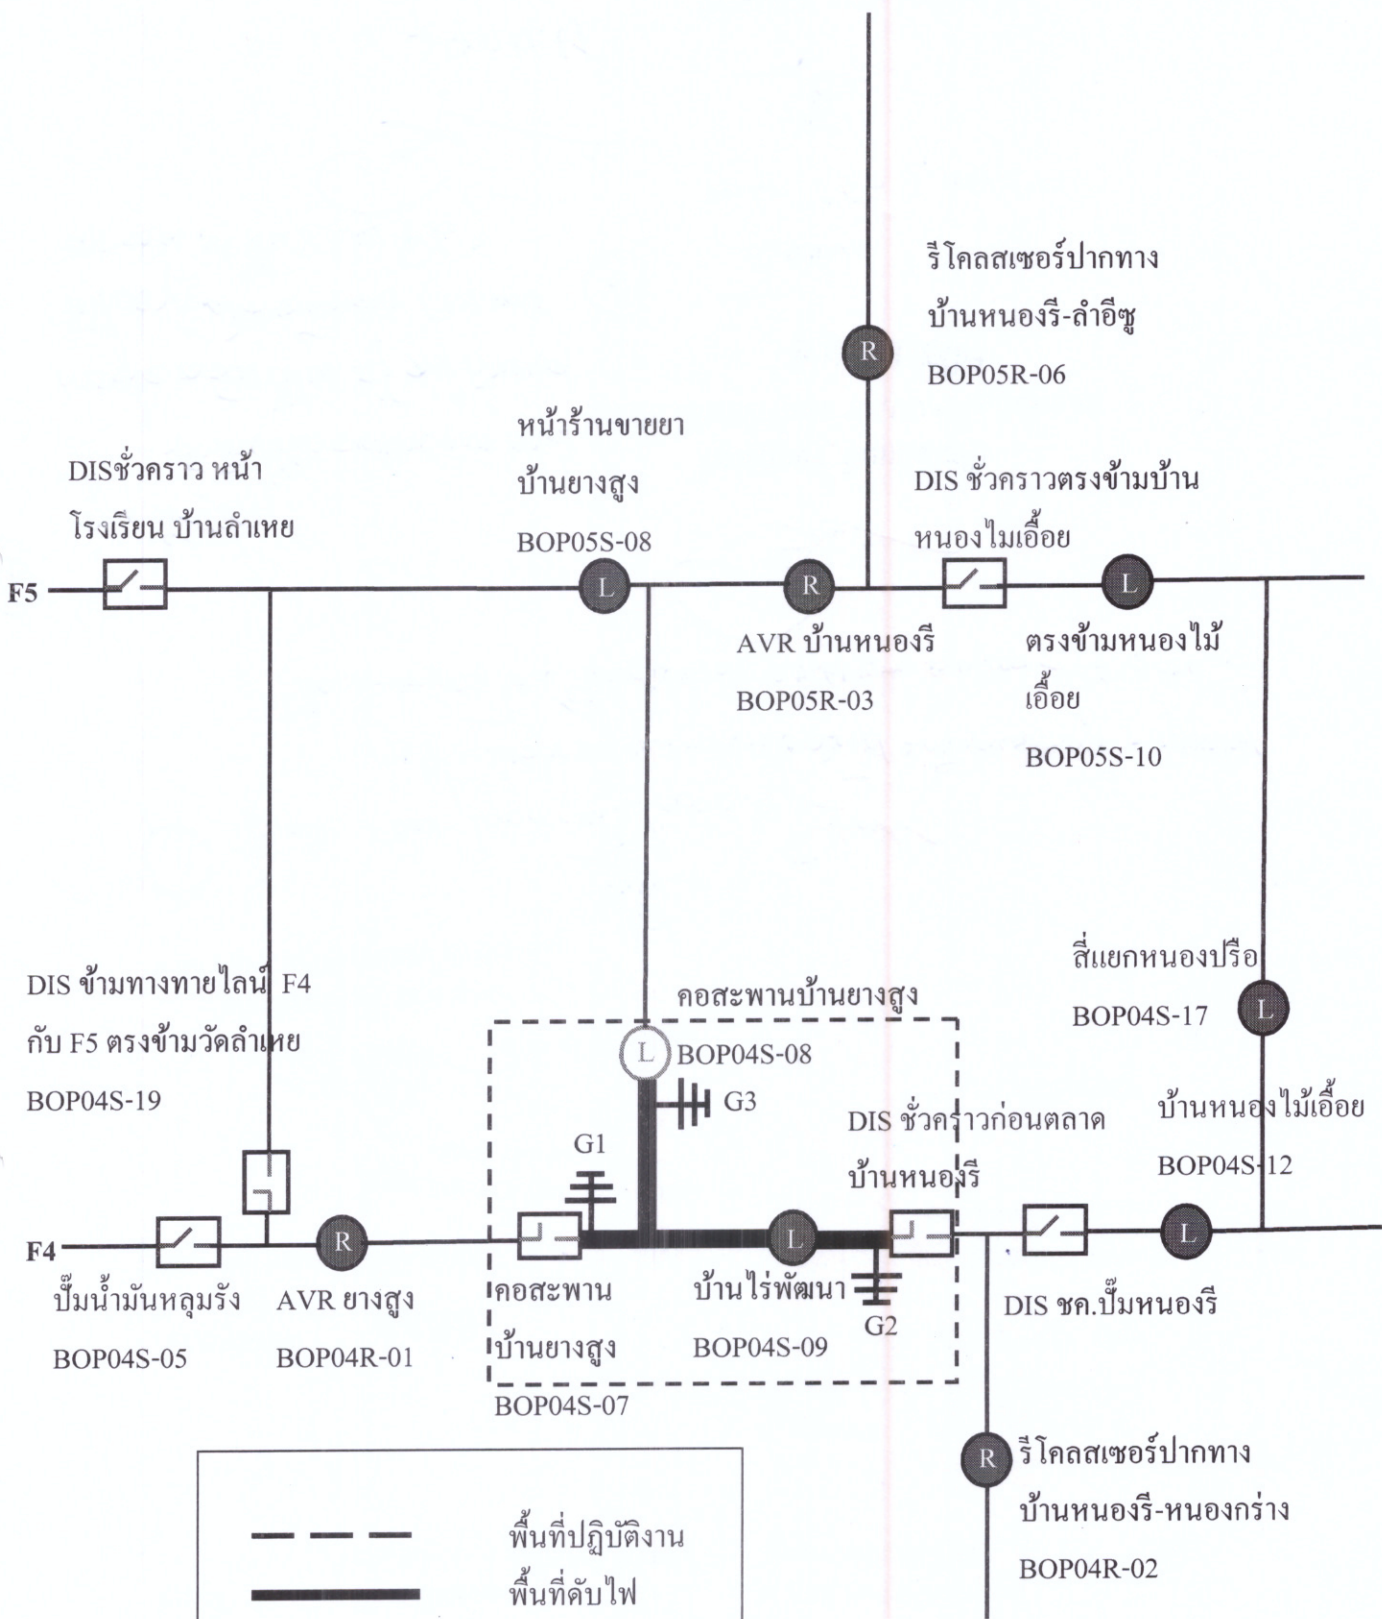 รีโคลสเซอร์ปากทาง
บ้านหนองรี-ลำอีซู
BOP05R-06
R
หน้าร้านขายยา
บ้านยางสูง
BOP05S-08
DISชั่วคราว หน้า
โรงเรียน บ้านลำเหย
DIS ชั่วคราวตรงข้ามบ้าน
หนองไมเอื้อย
F5
L
R
L
AVR บ้านหนองรี
BOP05R-03
ตรงข้ามหนองไม้
เอื้อย
BOP05S-10
DIS ข้ามทางทายไลน์ F4
กับ F5 ตรงข้ามวัดลำเหย
BOP04S-19
คอสะพานบ้านยางสูง
BOP04S-08
L
สี่แยกหนองปรือ
BOP04S-17
L
G3
G1
DIS ชั่วคราวก่อนตลาด
บ้านหนองรี
บ้านหนองไม้เอื้อย
BOP04S-12
F4
R
L
L
ปั๊มน้ำมันหลุมรัง
BOP04S-05
AVR ยางสูง
BOP04R-01
คอสะพาน
บ้านยางสูง
BOP04S-07
บ้านไร่พัฒนา
BOP04S-09
G2
DIS ชค.ปั๊มหนองรี
R
รีโคลสเซอร์ปากทาง
บ้านหนองรี-หนองกร่าง
BOP04R-02
พื้นที่ปฏิบัติงาน
พื้นที่ดับไฟ